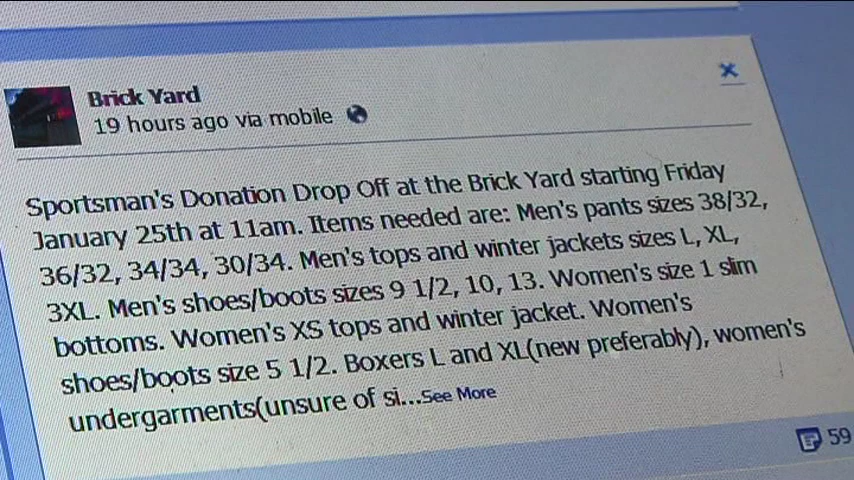 Brick Yard
19 hours ago via mobile
Sportsman's Donation Drop Off at the Brick Yard starting Friday
January 25th at 11am. Items needed are: Men's pants sizes 38/32,
36/32, 34/34, 30/34. Men's tops and winter jackets sizes L, XL,
3XL. Men's shoes/boots sizes 9 1/2, 10, 13. Women's size 1 slim
bottoms. Women's XS tops and winter jacket. Women's
shoes/boots size 5 1/2. Boxers L and XL(new preferably), women's
undergarments(unsure of si...See More
59